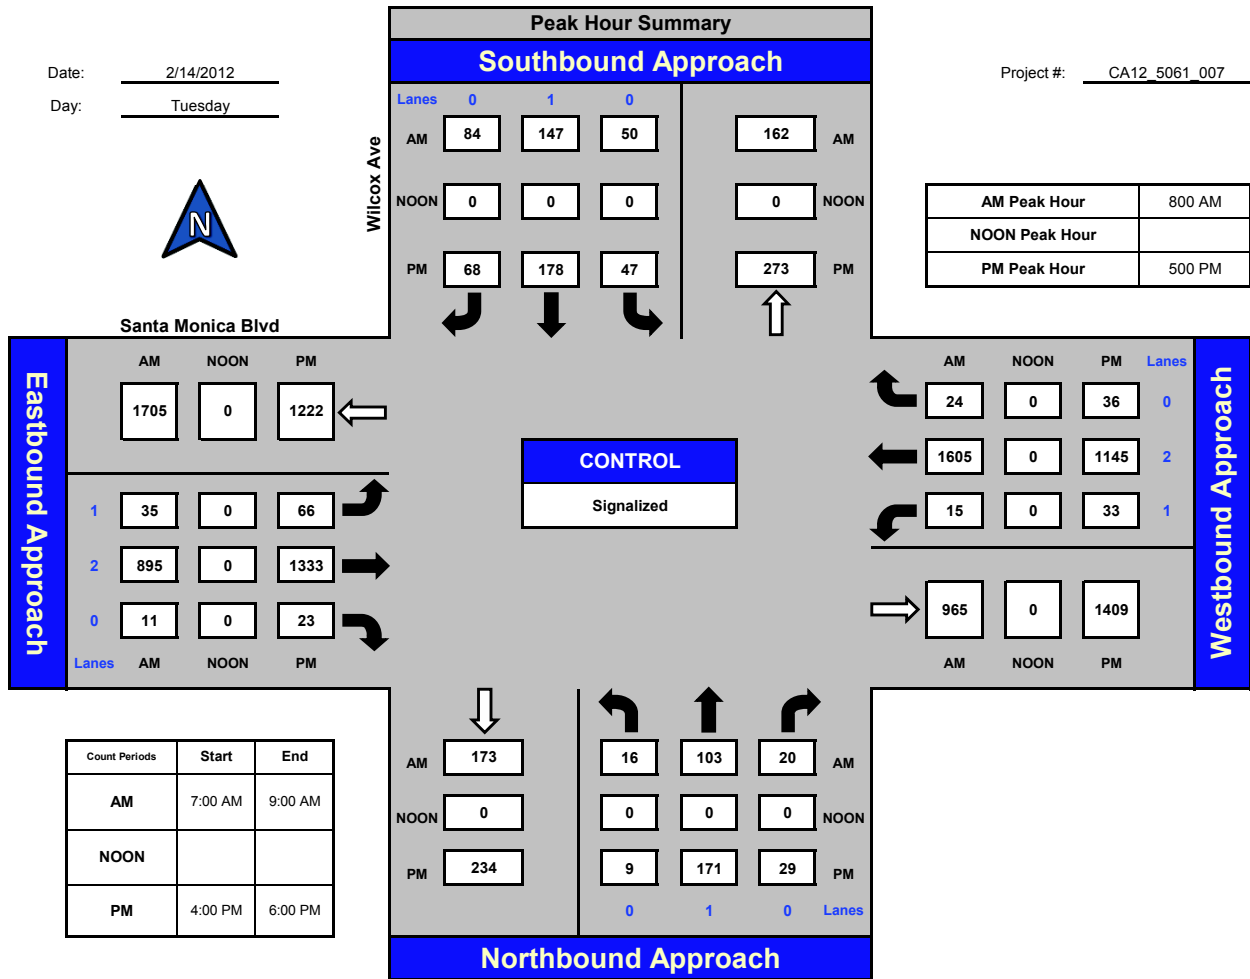 Peak Hour Summary
Southbound Approach
Date: 2/14/2012
Project #: CA12_5061_007
Day: Tuesday
Lanes 0 1 0
AM 84 147 50 162 AM
Wilcox Ave
NOON 0 0 0 0 NOON
PM 68 178 47 273 PM
N
AM Peak Hour 800 AM
NOON Peak Hour
PM Peak Hour 500 PM
Santa Monica Blvd
Eastbound Approach
AM NOON PM
1705 0 1222
1 35 0 66
2 895 0 1333
0 11 0 23
Lanes AM NOON PM
CONTROL
Signalized
AM NOON PM Lanes
24 0 36 0
1605 0 1145 2
15 0 33 1
965 0 1409
AM NOON PM
Westbound Approach
Count Periods Start End
AM 7:00 AM 9:00 AM
NOON
PM 4:00 PM 6:00 PM
AM 173 16 103 20 AM
NOON 0 0 0 0 NOON
PM 234 9 171 29 PM
0 1 0 Lanes
Northbound Approach